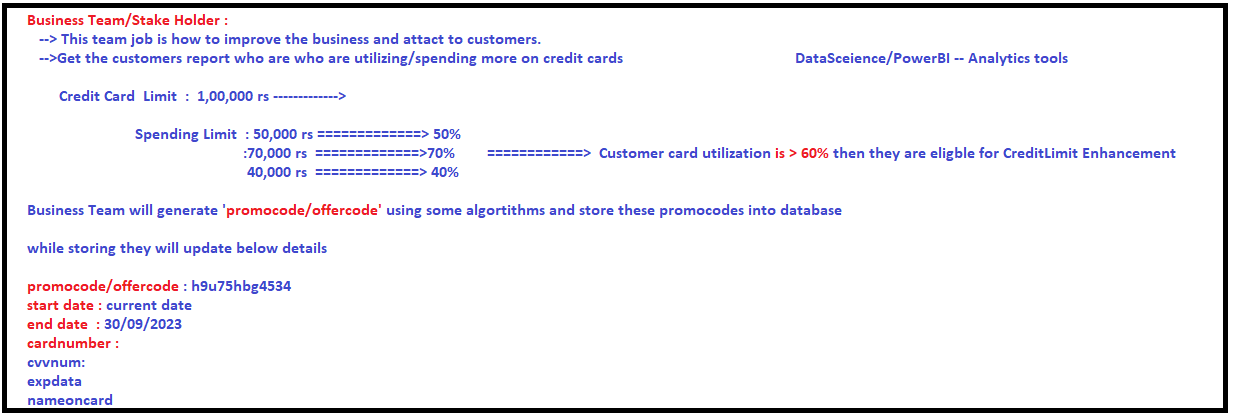 Business Team/Stake Holder :
--> This team job is how to improve the business and attact to customers.
-->Get the customers report who are who are utilizing/spending more on credit cards DataSceience/PowerBI -- Analytics tools
Credit Card Limit : 1,00,000 rs ------------->
Spending Limit : 50,000 rs =============> 50%
:70,000 rs =============>70% ============> Customer card utilization is > 60% then they are eligble for CreditLimit Enhancement
40,000 rs =============> 40%
Business Team will generate 'promocode/offercode' using some algortithms and store these promocodes into database
while storing they will update below details
promocode/offercode : h9u75hbg4534
start date : current date
end date : 30/09/2023
cardnumber :
cvvnum:
expdata
nameoncard